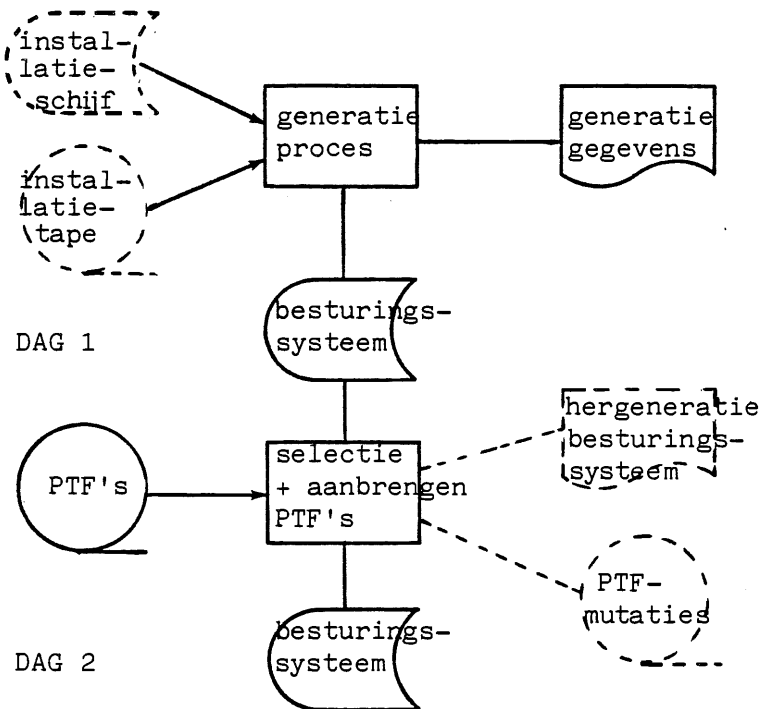 instal-
latie-
schijf
generatie
proces
generatie
gegevens
instal-
latie-
tape
besturings-
systeem
DAG 1
hergeneratie
besturings-
systeem
PTF's
selectie
+ aanbrengen
PTF's
PTF-
mutaties
besturings-
systeem
DAG 2